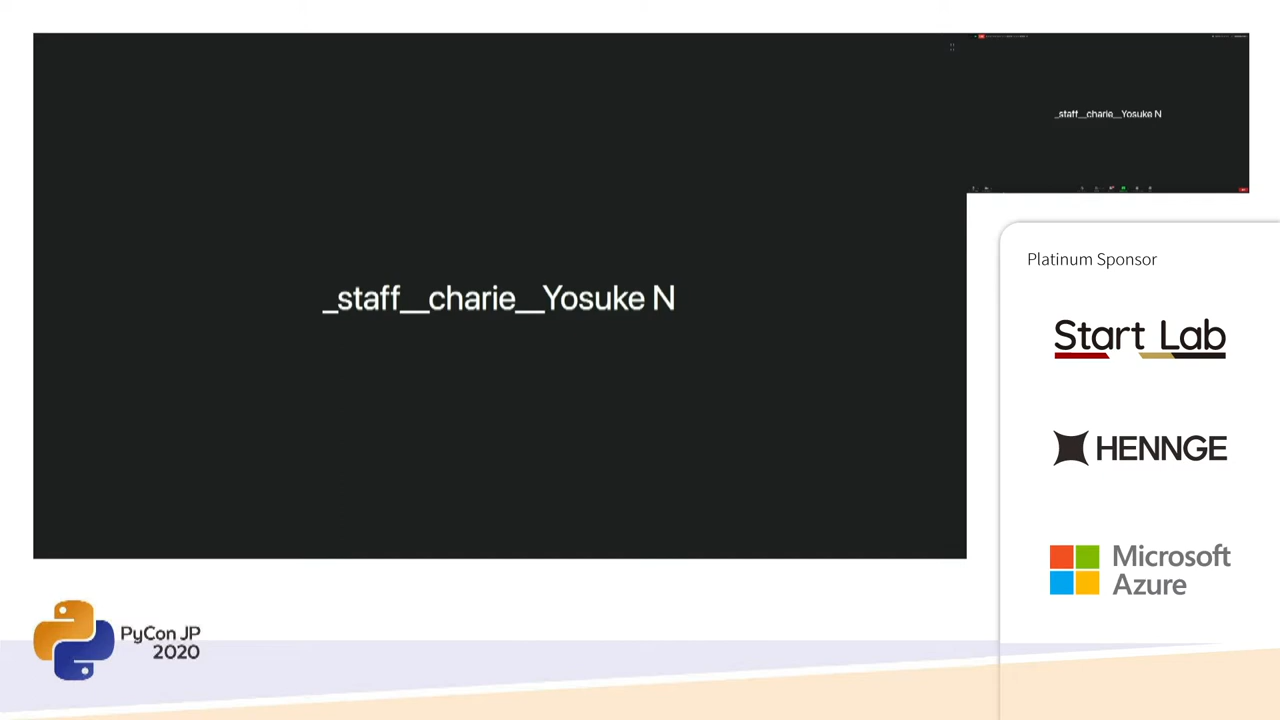 _staff__charie__Yosuke N
_staff__charie__Yosuke N
Platinum Sponsor
Start Lab
HENNGE
Microsoft
Azure
PyCon JP
2020